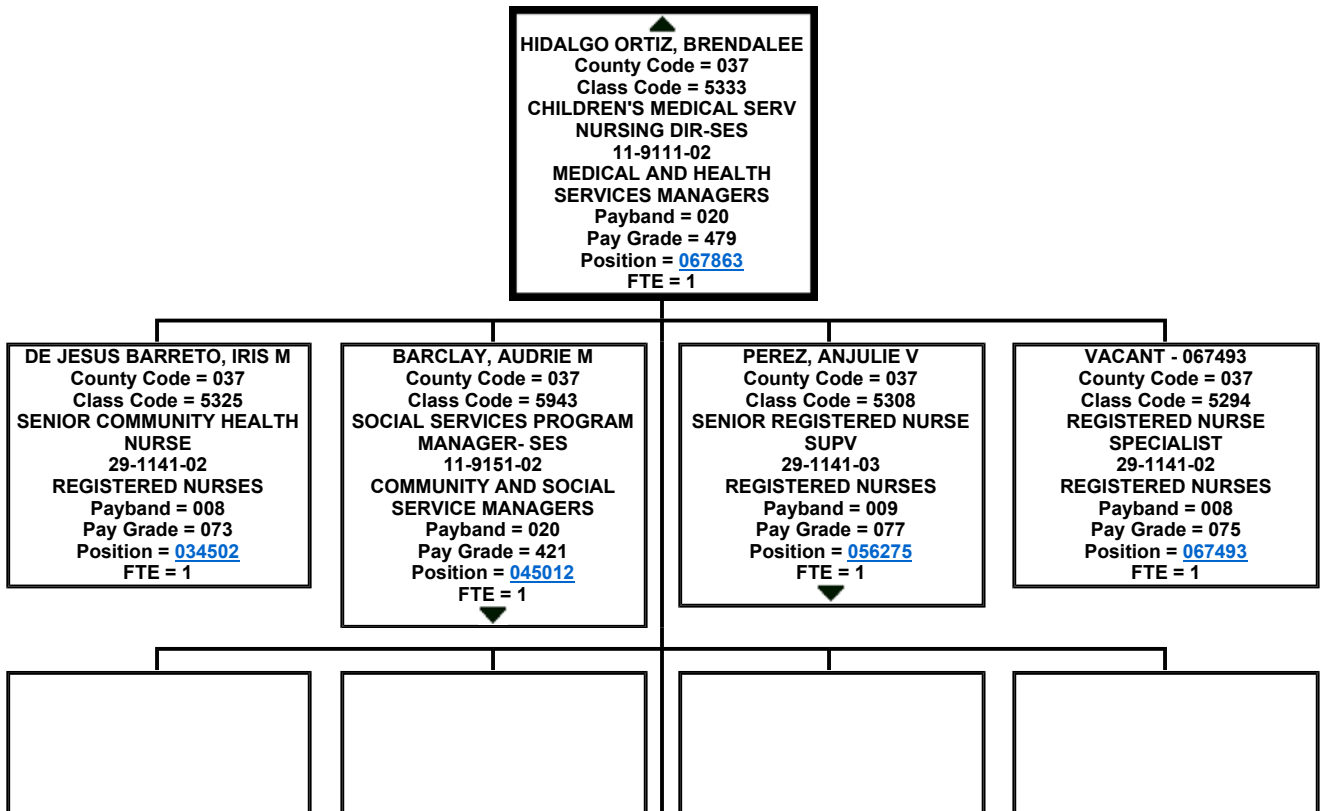 HIDALGO ORTIZ, BRENDALEE
County Code = 037
Class Code = 5333
CHILDREN'S MEDICAL SERV
NURSING DIR-SES
11-9111-02
MEDICAL AND HEALTH
SERVICES MANAGERS
Payband = 020
Pay Grade = 479
Position = 067863
FTE = 1
DE JESUS BARRETO, IRIS M
County Code = 037
Class Code = 5325
SENIOR COMMUNITY HEALTH
NURSE
29-1141-02
REGISTERED NURSES
Payband = 008
Pay Grade = 073
Position = 034502
FTE = 1
BARCLAY, AUDRIE M
County Code = 037
Class Code = 5943
SOCIAL SERVICES PROGRAM
MANAGER- SES
11-9151-02
COMMUNITY AND SOCIAL
SERVICE MANAGERS
Payband = 020
Pay Grade = 421
Position = 045012
FTE = 1
PEREZ, ANJULIE V
County Code = 037
Class Code = 5308
SENIOR REGISTERED NURSE
SUPV
29-1141-03
REGISTERED NURSES
Payband = 009
Pay Grade = 077
Position = 056275
FTE = 1
VACANT - 067493
County Code = 037
Class Code = 5294
REGISTERED NURSE
SPECIALIST
29-1141-02
REGISTERED NURSES
Payband = 008
Pay Grade = 075
Position = 067493
FTE = 1